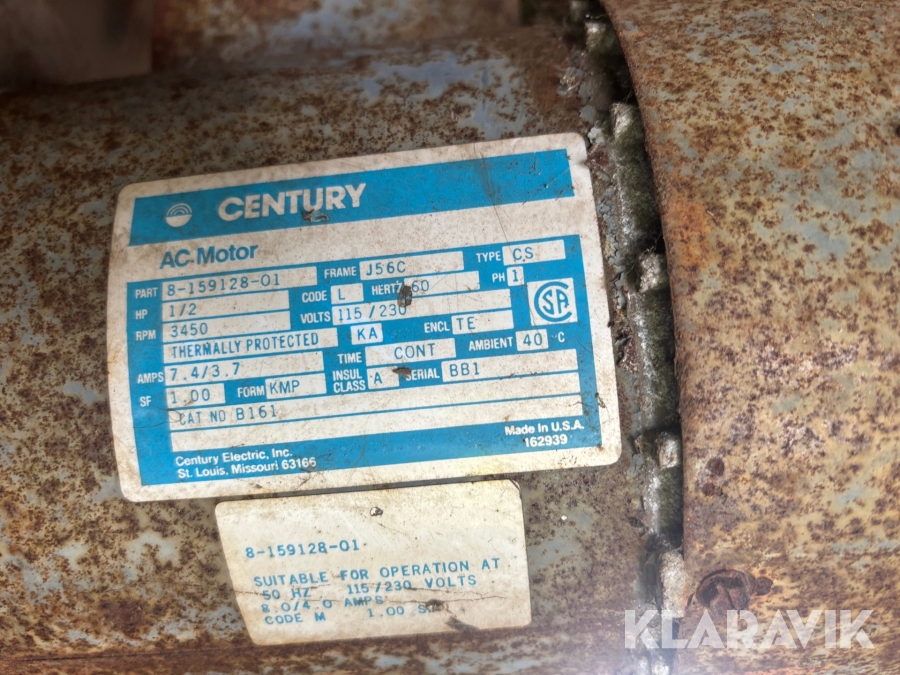 CENTURY
AC Motor
PART 8-159128-01 FRAME J56C TYPE CS
HP 1/2 CODE L HERTZ 60 PH 1
RPM 3450 VOLTS 115/230
THERMALLY PROTECTED KA ENCL TE
AMPS 7.4/3.7 TIME CONT AMBIENT 40 °C
SF 1.00 FORM KMP INSUL CLASS A SERIAL BB1
CAT NO B161
Century Electric, Inc. Made In U.S.A.
St. Louis, Missouri 63166 162939
CSA
8-159128-01
SUITABLE FOR OPERATION AT
50 HZ 115/230 VOLTS
8.0/4.0 AMPS
CODE M 1.00
KLARAVIK